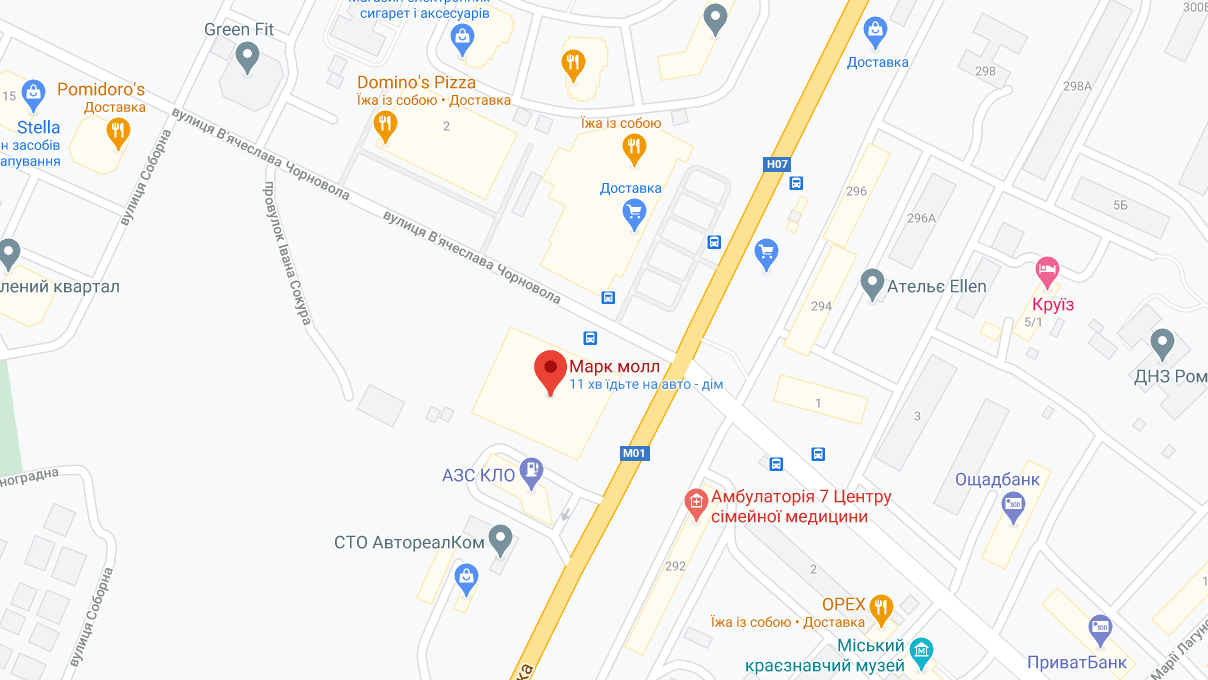 сигарет і аксесуарів
Green Fit
300В
Доставка
298
298А
Domino's Pizza
Їжа із собою • Доставка
2
15
Pomidoro's
Доставка
Stella
н засобів
апування
вулиця В'ячеслава Чорновола
вулиця Соборна
Їжа із собою
Доставка
H07
296
296А
5Б
провулок Івана Сокура
вулиця В'ячеслава Чорновола
лений квартал
Ательє Ellen
294
Круїз
5/1
ДНЗ Ром
Марк молл
11 хв їдьте на авто - дім
1
3
M01
АЗС КЛО
Ощадбанк
Амбулаторія 7 Центру
сімейної медицини
ноградна
СТО АвтореалКом
292
2
OPEX
Їжа із собою • Доставка
вулиця Соборна
Міський
краєзнавчий музей
ПриватБанк
1
Марії Лагуно
ка